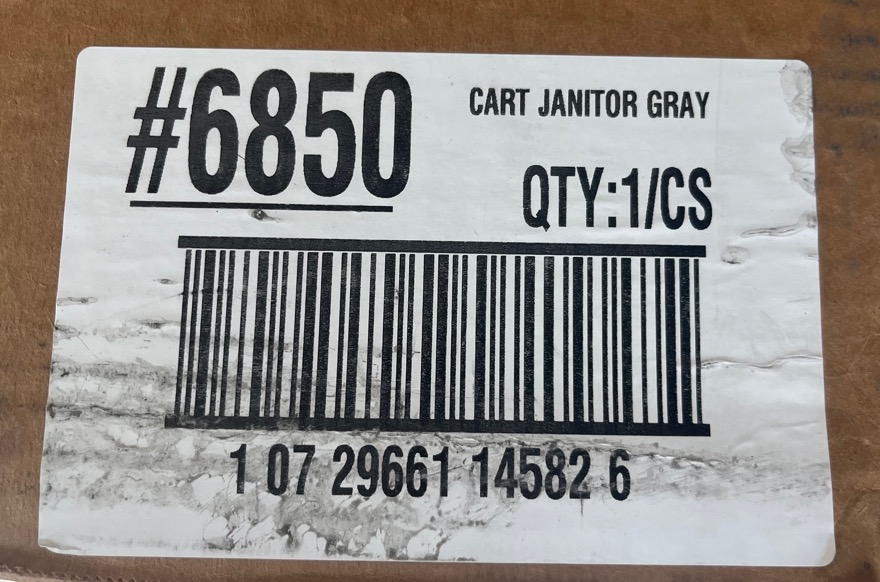 #6850
CART JANITOR GRAY
QTY:1/CS
1 07 29661 14582 6